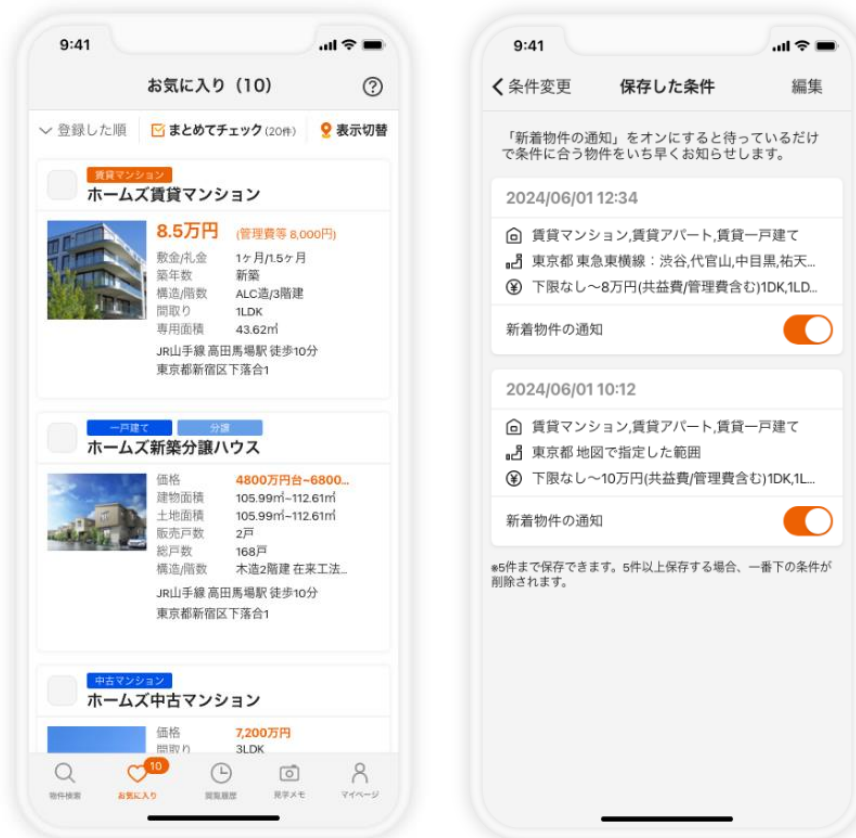 9:41
お気に入り（10）
?
登録した順 まとめてチェック(20件) 表示切替
賃貸マンション
ホームズ賃貸マンション
8.5万円 (管理費等 8,000円)
敷金/礼金 1ヶ月/1.5ヶ月
築年数 新築
構造/階数 ALC造/3階建
間取り 1LDK
専用面積 43.62㎡
JR山手線 高田馬場駅 徒歩10分
東京都新宿区下落合1
一戸建て 分譲
ホームズ新築分譲ハウス
価格 4800万円台~6800...
建物面積 105.99㎡~112.61㎡
土地面積 105.99㎡~112.61㎡
販売戸数 2戸
総戸数 168戸
構造/階数 木造2階建 在来工法...
JR山手線 高田馬場駅 徒歩10分
東京都新宿区下落合1
中古マンション
ホームズ中古マンション
価格 7,200万円
間取り 3LDK
10
物件検索 お気に入り 閲覧履歴 見学メモ マイページ
9:41
条件変更 保存した条件 編集
「新着物件の通知」をオンにすると待っているだけ
で条件に合う物件をいち早くお知らせします。
2024/06/01 12:34
賃貸マンション,賃貸アパート,賃貸一戸建て
東京都 東急東横線：渋谷,代官山,中目黒,祐天...
下限なし〜8万円(共益費/管理費含む)1DK,1LD...
新着物件の通知
2024/06/01 10:12
賃貸マンション,賃貸アパート,賃貸一戸建て
東京都 地図で指定した範囲
下限なし〜10万円(共益費/管理費含む)1DK,1L...
新着物件の通知
※5件まで保存できます。5件以上保存する場合、一番下の条件が
削除されます。